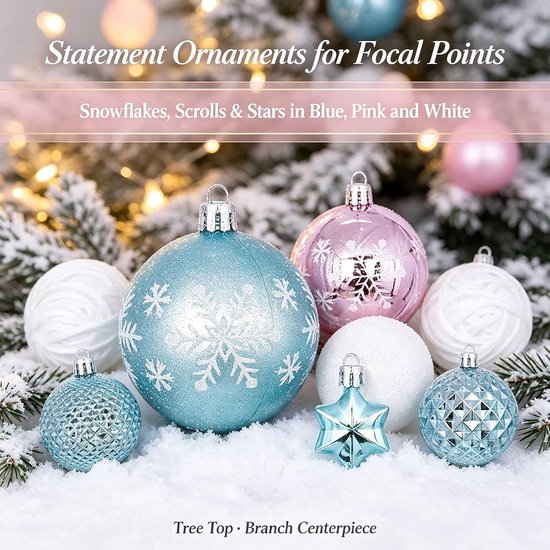 Statement Ornaments for Focal Points
Snowflakes, Scrolls & Stars in Blue, Pink and White
Tree Top · Branch Centerpiece